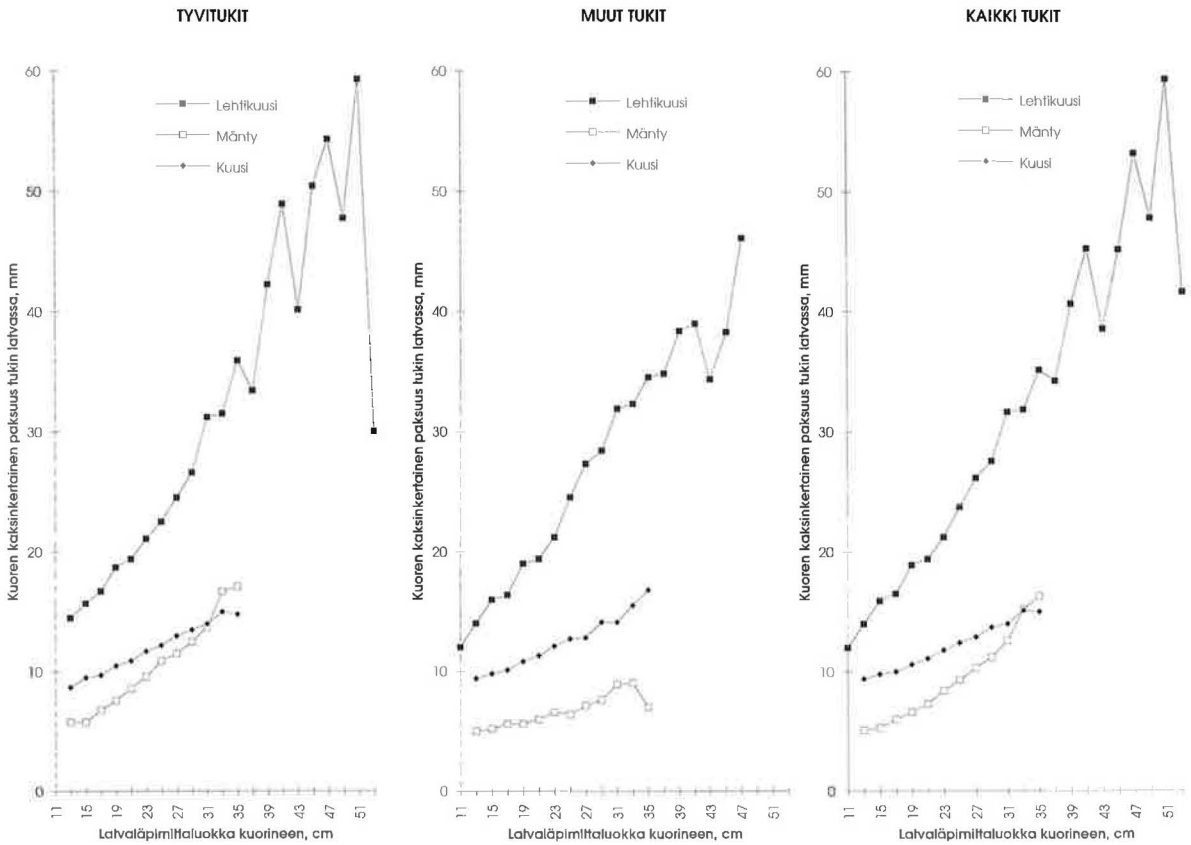 TYVITUKIT
Kuoren kaksinkertainen paksuus tukin latvassa, mm
60
50
40
30
20
10
0
Lehtikuusi
Mänty
Kuusi
11 15 19 23 27 31 35 39 43 47 51
Latvaläpimittaluokka kuorineen, cm
MUUT TUKIT
Kuoren kaksinkertainen paksuus tukin latvassa, mm
60
50
40
30
20
10
0
Lehtikuusi
Mänty
Kuusi
11 15 19 23 27 31 35 39 43 47 51
Latvaläpimittaluokka kuorineen, cm
KAIKKI TUKIT
Kuoren kaksinkertainen paksuus tukin latvassa, mm
60
50
40
30
20
10
0
Lehtikuusi
Mänty
Kuusi
11 15 19 23 27 31 35 39 43 47 51
Latvaläpimittaluokka kuorineen, cm